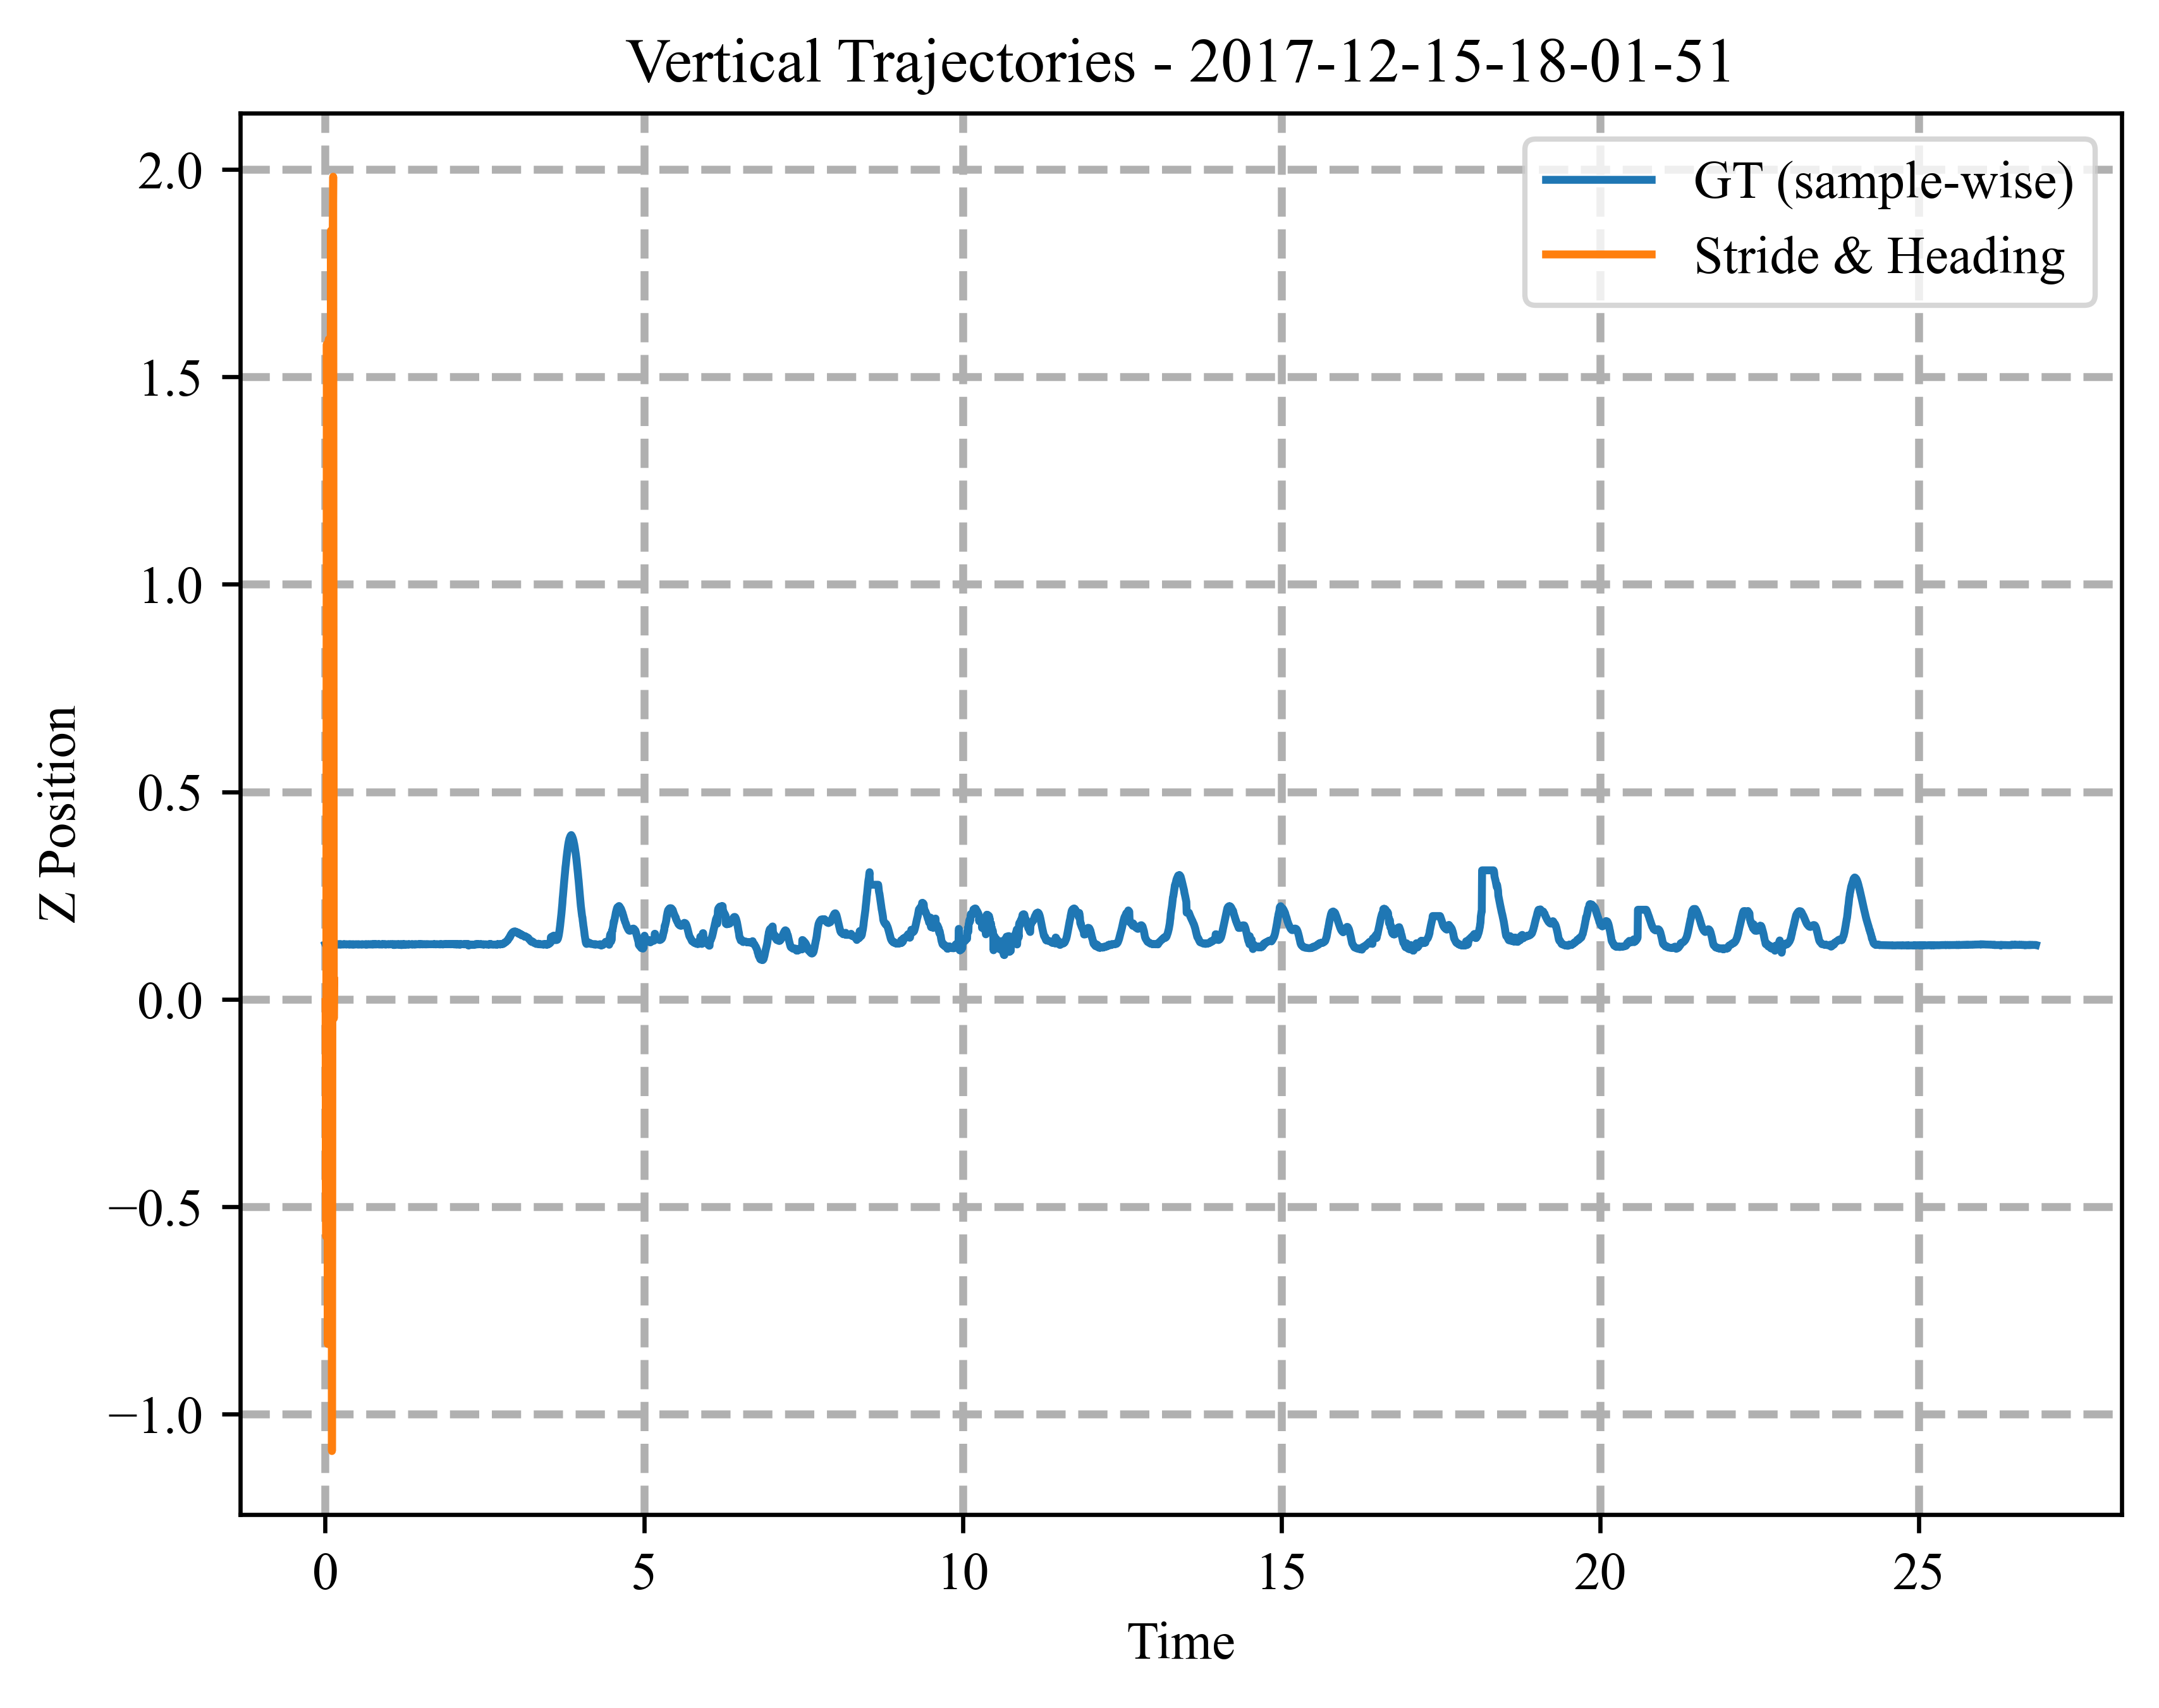 Vertical Trajectories - 2017-12-15-18-01-51
GT (sample-wise)
Stride & Heading
2.0
1.5
1.0
0.5
0.0
−0.5
−1.0
Z Position
0 5 10 15 20 25
Time